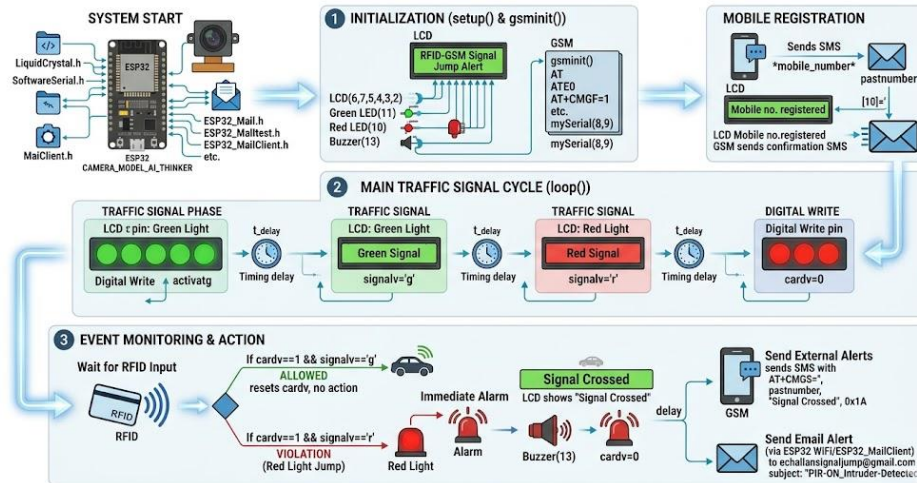 SYSTEM START
LiquidCrystal.h
SoftwareSerial.h
MaiClient.h
ESP32
ESP32_Mail.h
ESP32_Malltest.h
ESP32_MailClient.h
etc.
ESP32
CAMERA_MODEL_AI_THINKER
1 INITIALIZATION (setup() & gsminit())
LCD
RFID-GSM Signal
Jump Alert
LCD(6,7,5,4,3,2)
Green LED(11)
Red LED(10)
Buzzer(13)
GSM
gsminit()
AT
ATE0
AT+CMGF=1
etc.
mySerial(8,9)
mySerial(8,9)
MOBILE REGISTRATION
Sends SMS
*mobile_number*
pastnumber
[10]='
LCD
Mobile no. registered
LCD Mobile no.registered
GSM sends confirmation SMS
2 MAIN TRAFFIC SIGNAL CYCLE (loop())
TRAFFIC SIGNAL PHASE
LCD τ pin: Green Light
Digital Write activatg
t_delay
Timing delay
TRAFFIC SIGNAL
LCD: Green Light
Green Signal
signalv='g'
t_delay
Timing delay
TRAFFIC SIGNAL
LCD: Red Light
Red Signal
signalv='r'
t_delay
Timing delay
DIGITAL WRITE
Digital Write pin
cardv=0
3 EVENT MONITORING & ACTION
Wait for RFID Input
RFID
RFID
If cardv==1 && signalv=='g'
ALLOWED
resets cardv, no action
If cardv==1 && signalv=='r'
VIOLATION
(Red Light Jump)
Red Light
Immediate Alarm
Alarm
Signal Crossed
LCD shows "Signal Crossed"
Buzzer(13)
cardv=0
delay
GSM
Send External Alerts
sends SMS with
AT+CMGS=",
pastnumber,
"Signal Crossed", 0x1A
Send Email Alert
(via ESP32 WiFi/ESP32_MailClient)
to echallansignaljump@gmail.com
subject: "PIR-ON_Intruder-Detected